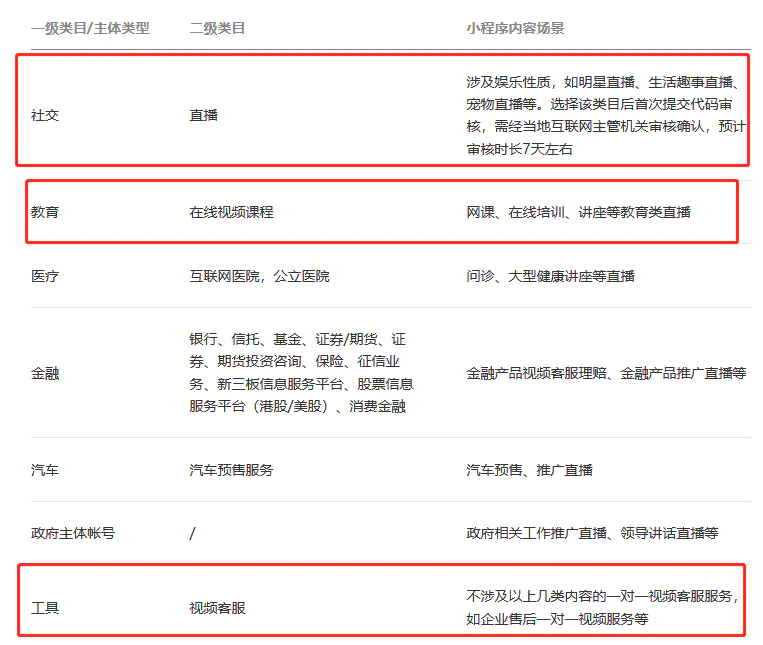 一级类目/主体类型 二级类目 小程序内容场景
社交 直播 涉及娱乐性质，如明星直播、生活趣事直播、
宠物直播等。选择该类目后首次提交代码审
核，需经当地互联网主管机关审核确认，预计
审核时长7天左右
教育 在线视频课程 网课、在线培训、讲座等教育类直播
医疗 互联网医院，公立医院 问诊、大型健康讲座等直播
金融 银行、信托、基金、证券/期货、证
券、期货投资咨询、保险、征信业
务、新三板信息服务平台、股票信息
服务平台（港股/美股）、消费金融
金融产品视频客服理赔、金融产品推广直播等
汽车 汽车预售服务 汽车预售、推广直播
政府主体帐号 / 政府相关工作推广直播、领导讲话直播等
工具 视频客服 不涉及以上几类内容的一对一视频客服服务，
如企业售后一对一视频服务等